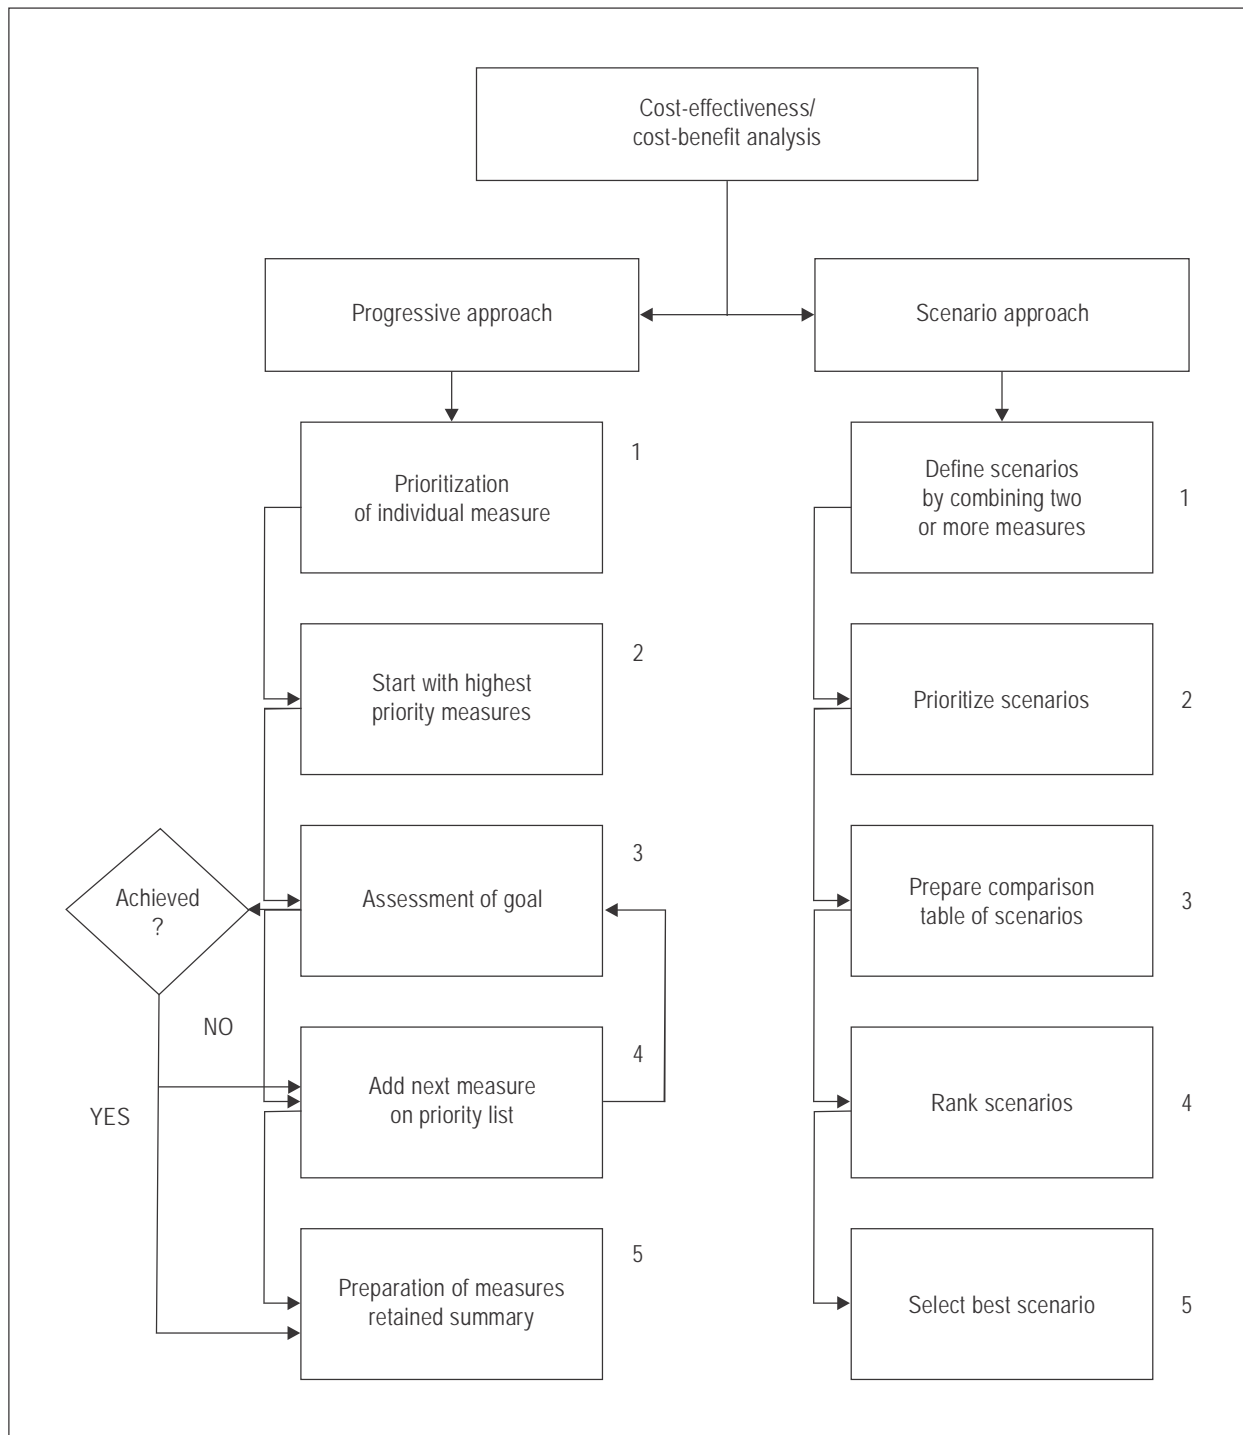 Cost-effectiveness/
cost-benefit analysis
Progressive approach
Scenario approach
1
Prioritization
of individual measure
Define scenarios
by combining two
or more measures
1
2
Start with highest
priority measures
Prioritize scenarios
2
Achieved
?
3
Assessment of goal
Prepare comparison
table of scenarios
3
NO
4
Add next measure
on priority list
Rank scenarios
4
YES
5
Preparation of measures
retained summary
Select best scenario
5